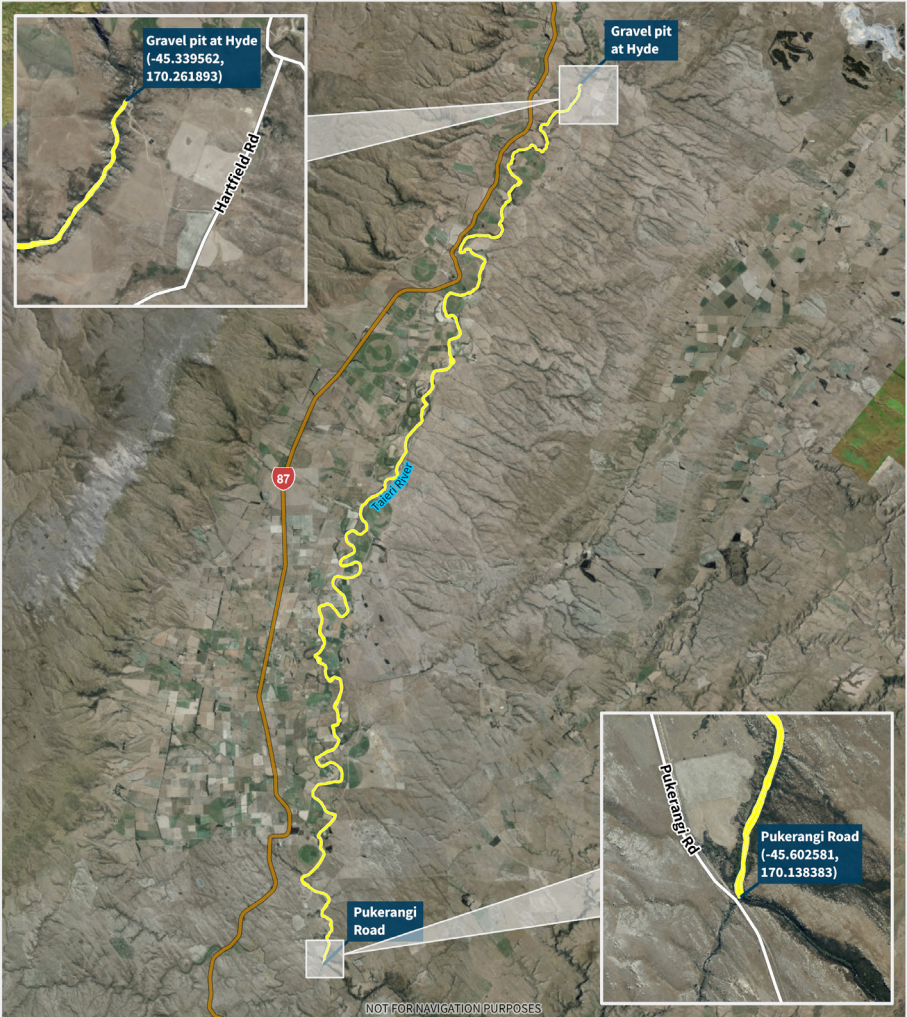 Gravel pit at Hyde
(-45.339562,
170.261893)
Hartfield Rd
Gravel pit
at Hyde
87
Taieri River
Pukerangi Rd
Pukerangi Road
(-45.602581,
170.138383)
Pukerangi
Road
NOT FOR NAVIGATION PURPOSES